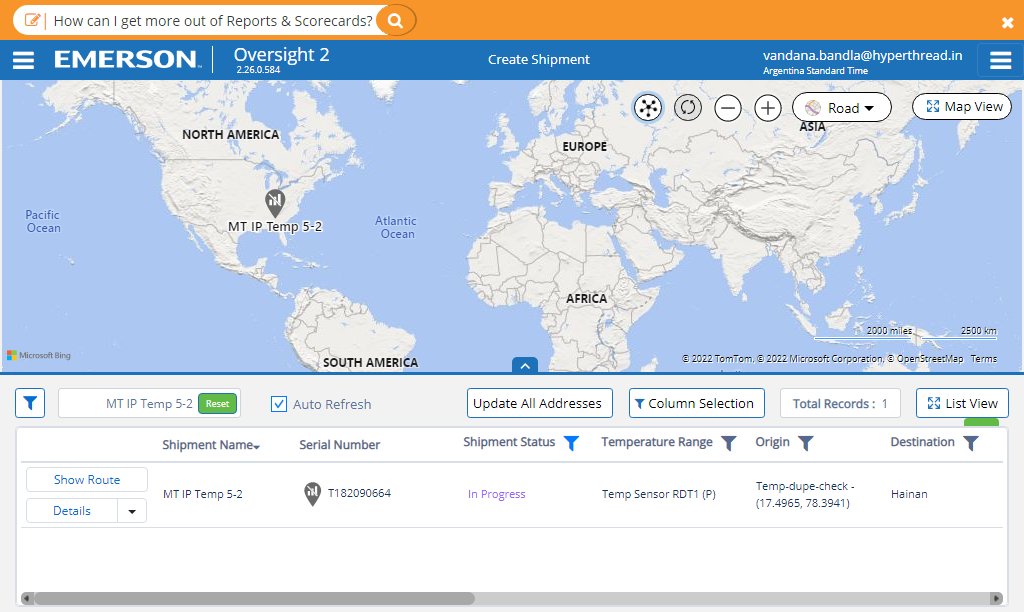 How can I get more out of Reports & Scorecards?
EMERSON
Oversight 2
2.26.0.584
Create Shipment
vandana.bandla@hyperthread.in
Argentina Standard Time
Road
Map View
NORTH AMERICA
EUROPE
ASIA
Pacific
Ocean
Atlantic
Ocean
MT IP Temp 5-2
AFRICA
SOUTH AMERICA
2000 miles
2500 km
Microsoft Bing
© 2022 TomTom, © 2022 Microsoft Corporation, © OpenStreetMap Terms
MT IP Temp 5-2 Reset
Auto Refresh
Update All Addresses
Column Selection
Total Records : 1
List View
Shipment Name
Serial Number
Shipment Status
Temperature Range
Origin
Destination
Show Route
Details
MT IP Temp 5-2
T182090664
In Progress
Temp Sensor RDT1 (P)
Temp-dupe-check -
(17.4965, 78.3941)
Hainan